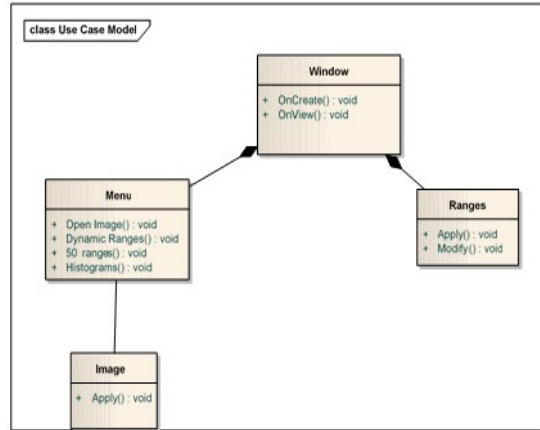 class Use Case Model
Window
+ OnCreate() : void
+ OnView() : void
Menu
+ Open Image() : void
+ Dynamic Ranges() : void
+ 50 ranges() : void
+ Histograms() : void
Ranges
+ Apply() : void
+ Modify() : void
Image
+ Apply() : void